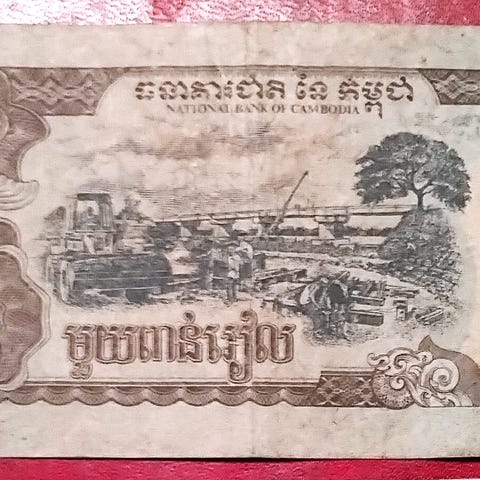 ធនាគារជាតិ នៃ កម្ពុជា
NATIONAL BANK OF CAMBODIA
មួយពាន់រៀល